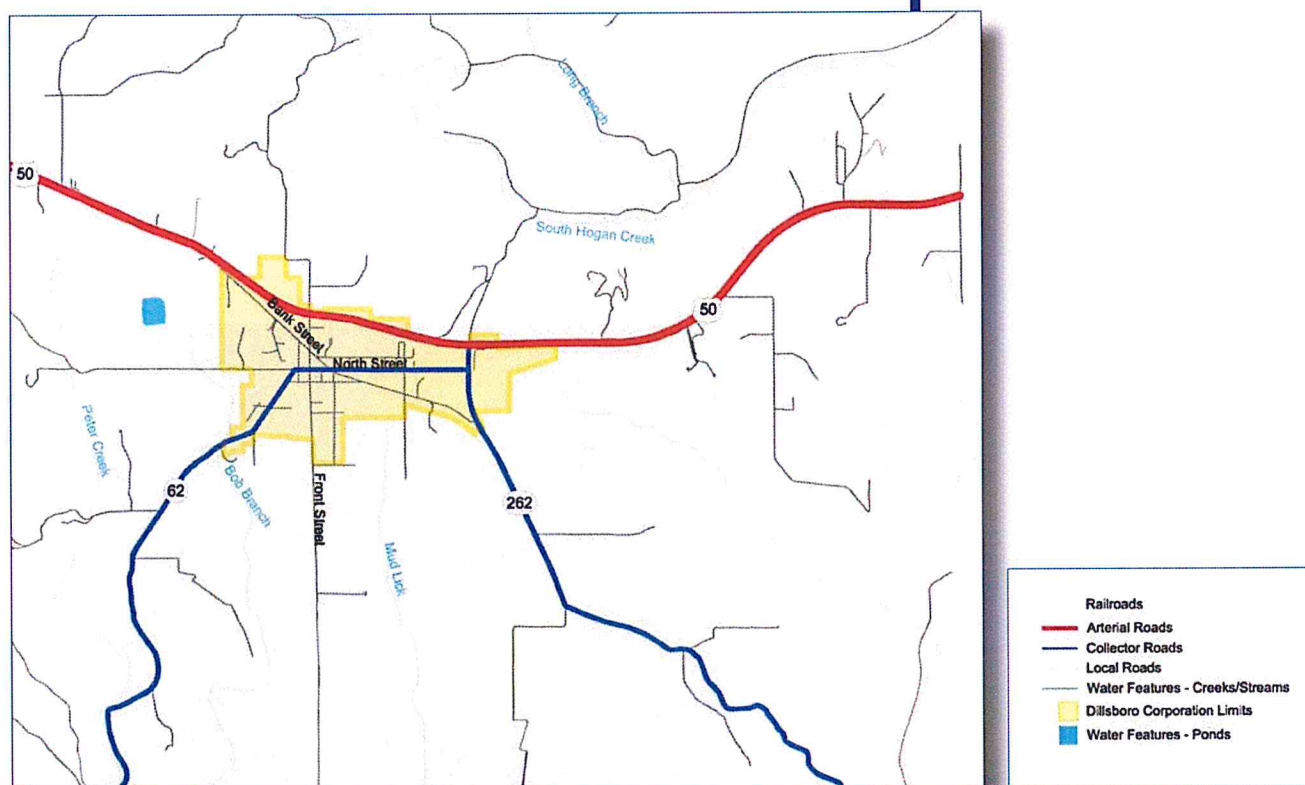 Long Branch
50
South Hogan Creek
50
Bank Street
North Street
Peter Creek
Bob Branch
62
Front Street
262
Mud Lick
Railroads
Arterial Roads
Collector Roads
Local Roads
Water Features - Creeks/Streams
Dillsboro Corporation Limits
Water Features - Ponds